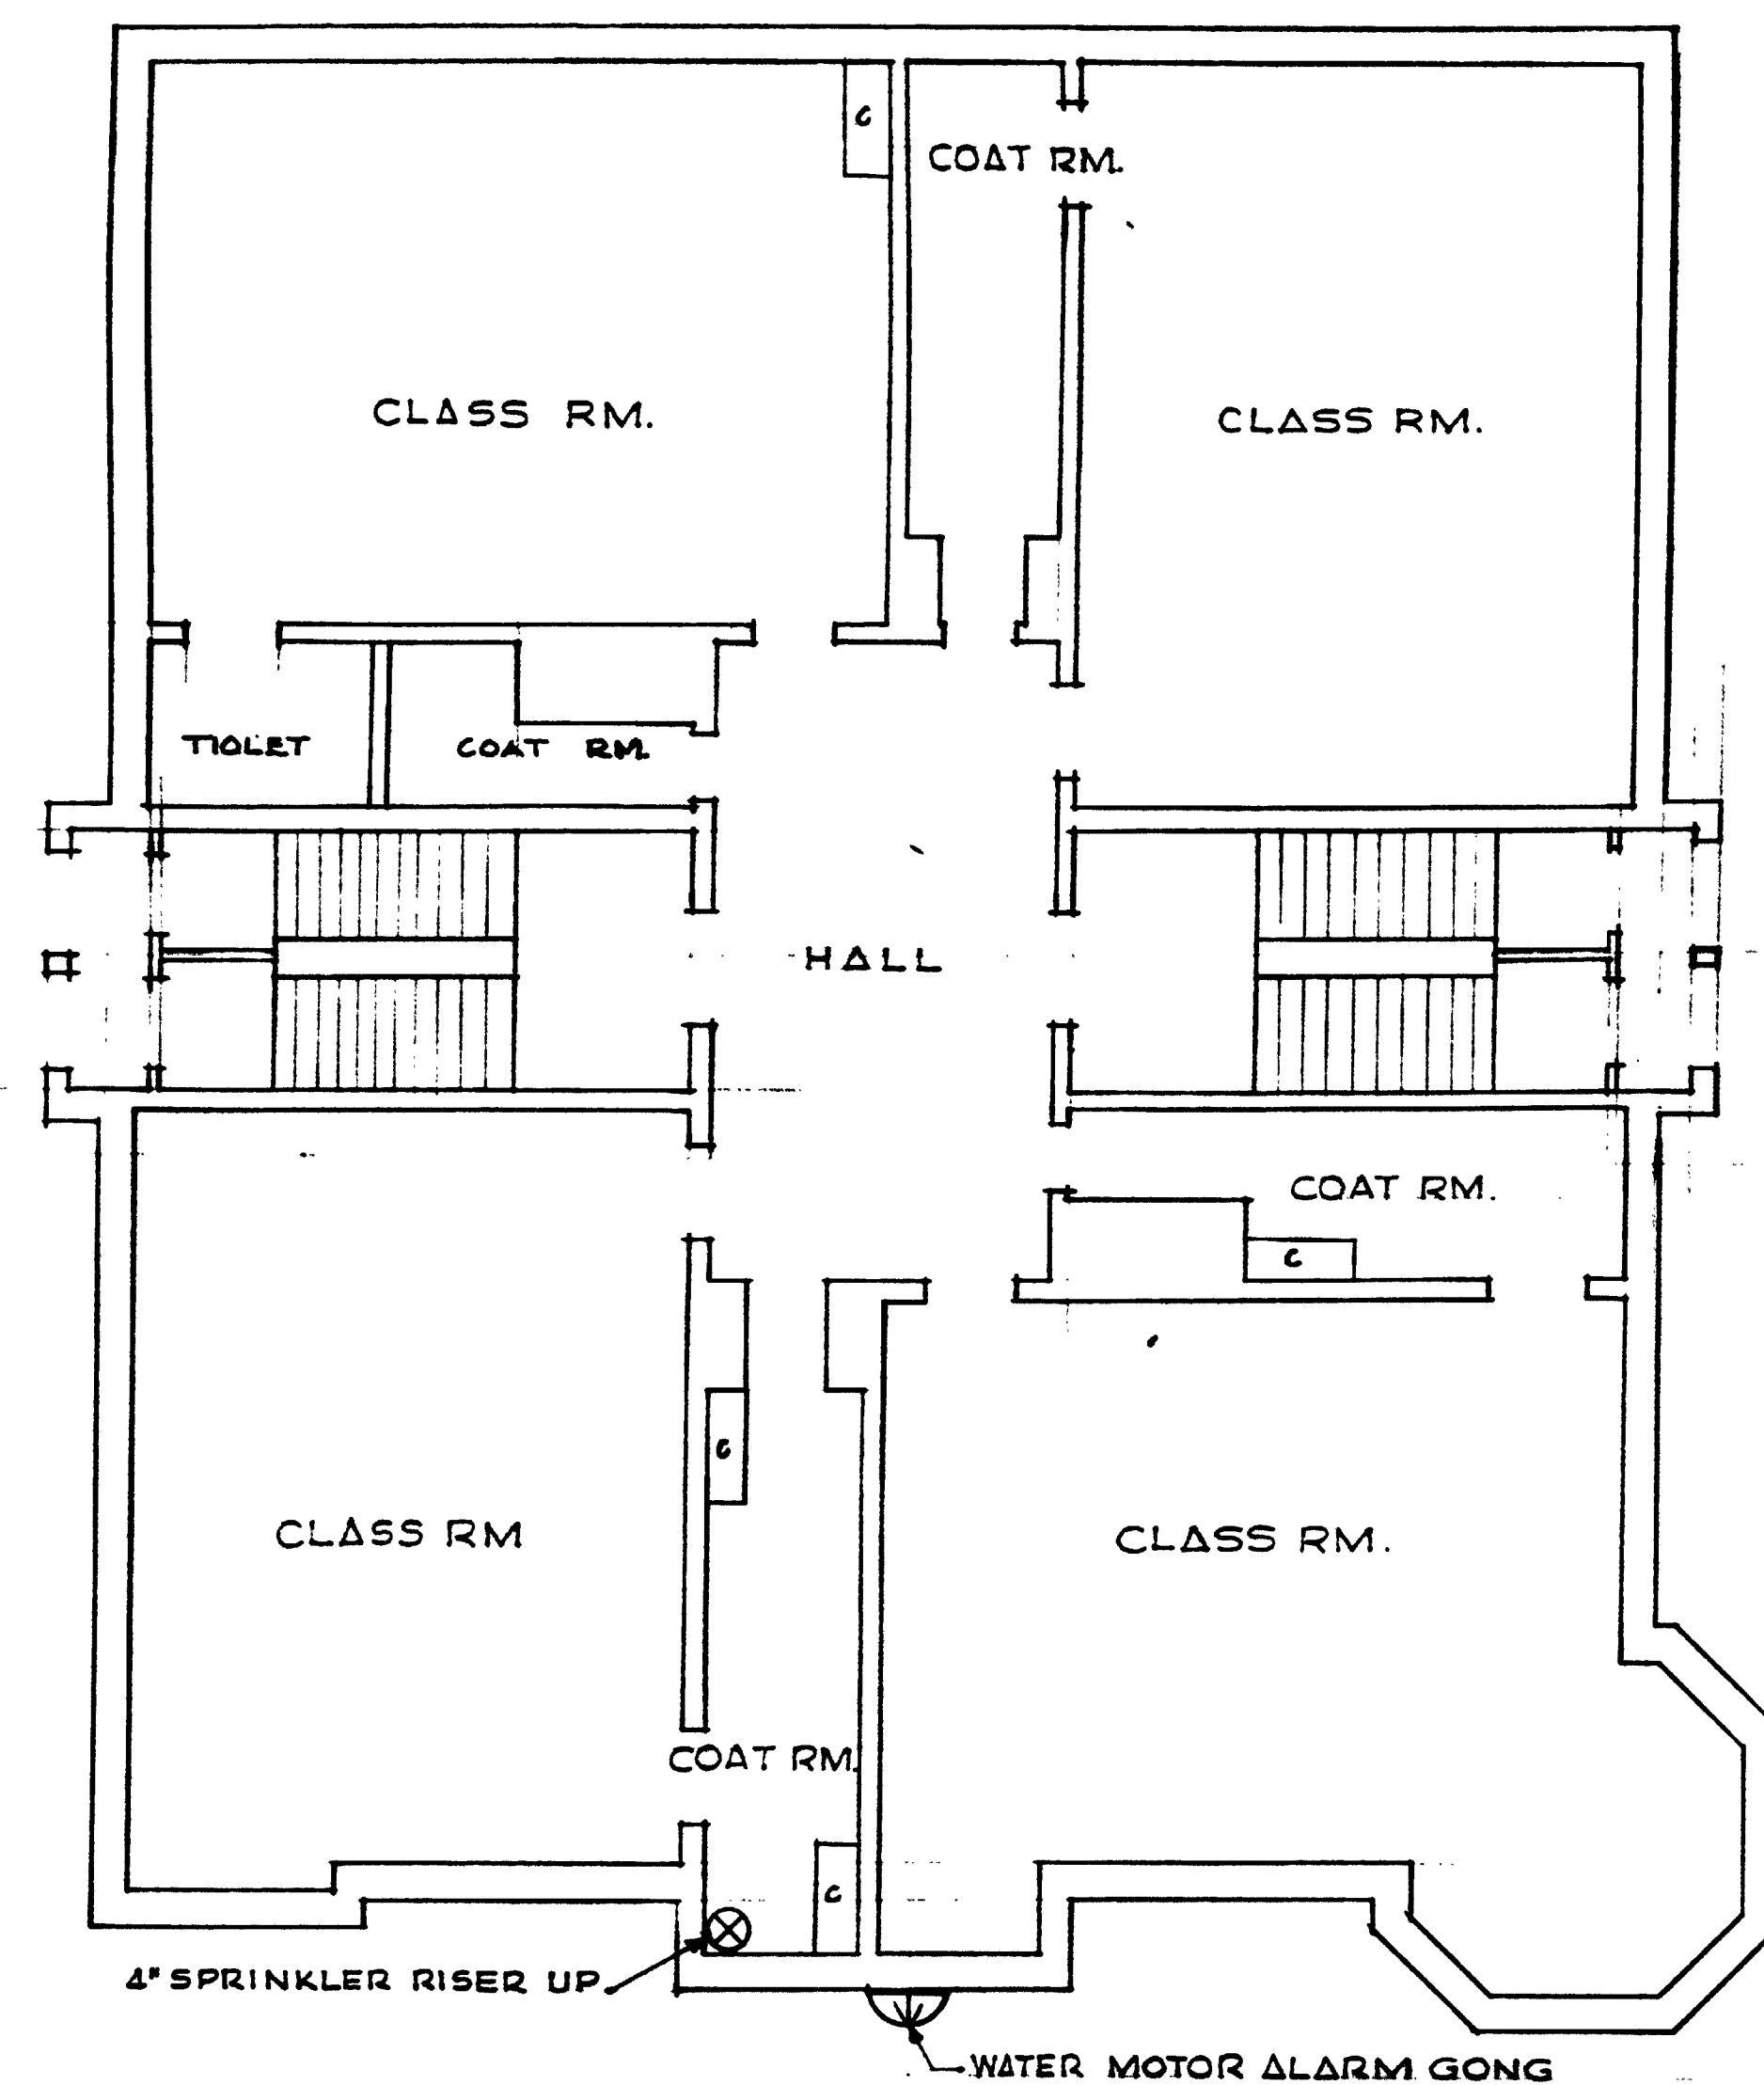 C
COAT RM.
CLASS RM.
CLASS RM.
TIOLET
COAT RM.
HALL
COAT RM.
C
C
CLASS RM
CLASS RM.
COAT RM.
C
4" SPRINKLER RISER UP
WATER MOTOR ALARM GONG